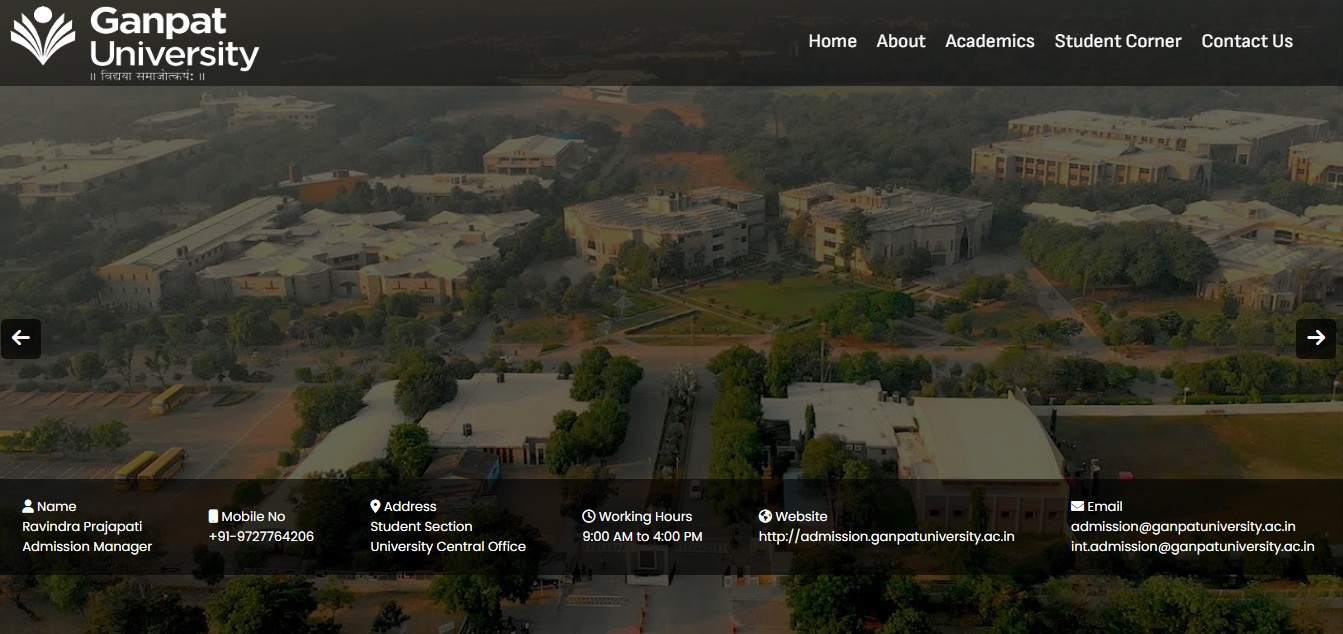 Ganpat
University
॥ विद्यया समाजोत्कर्षः ॥
Home About Academics Student Corner Contact Us
Name
Ravindra Prajapati
Admission Manager
Mobile No
+91-9727764206
Address
Student Section
University Central Office
Working Hours
9:00 AM to 4:00 PM
Website
http://admission.ganpatuniversity.ac.in
Email
admission@ganpatuniversity.ac.in
int.admission@ganpatuniversity.ac.in